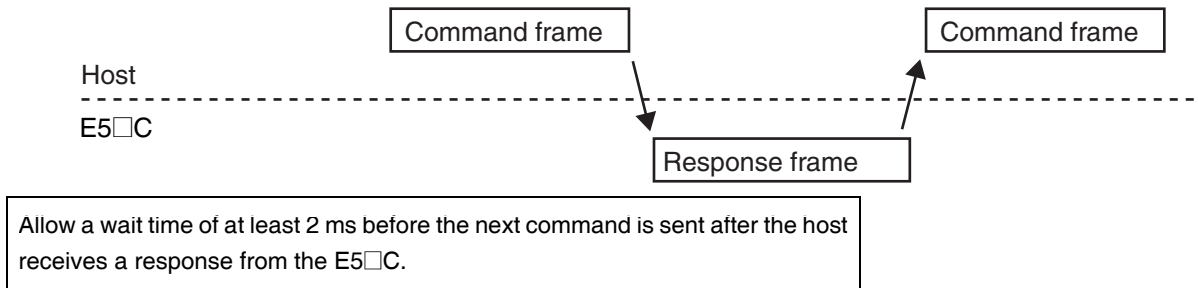 Command frame
Command frame
Host
E5□C
Response frame
Allow a wait time of at least 2 ms before the next command is sent after the host
receives a response from the E5□C.